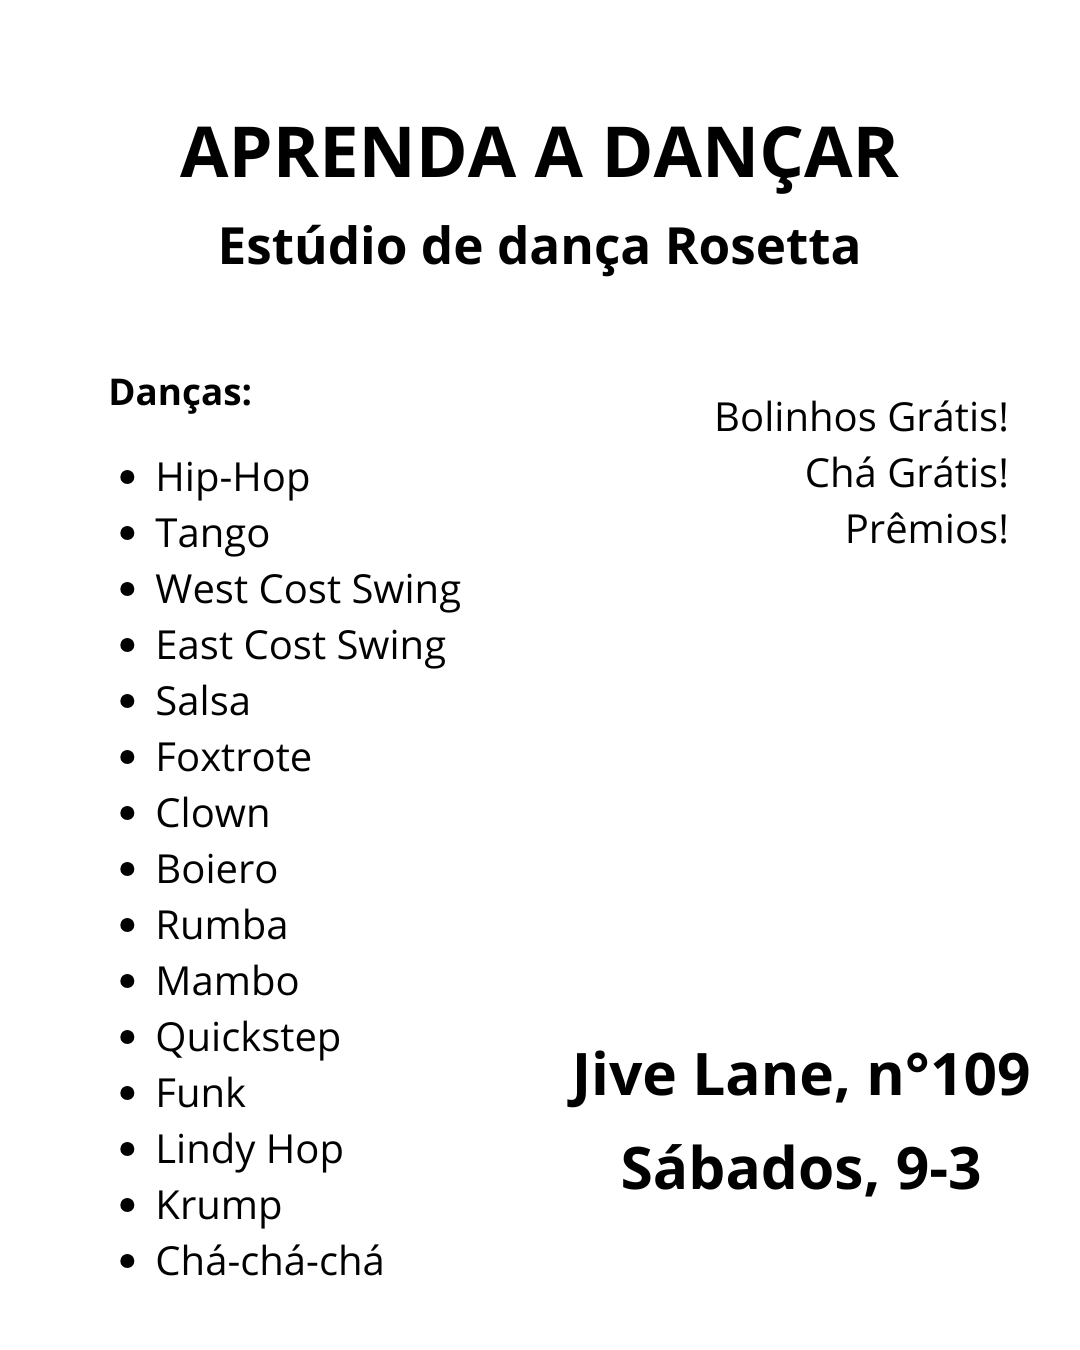 APRENDA A DANÇAR
Estúdio de dança Rosetta
Danças:
Hip-Hop
Tango
West Cost Swing
East Cost Swing
Salsa
Foxtrote
Clown
Boiero
Rumba
Mambo
Quickstep
Funk
Lindy Hop
Krump
Chá-chá-chá
Bolinhos Grátis!
Chá Grátis!
Prêmios!
Jive Lane, n°109
Sábados, 9-3